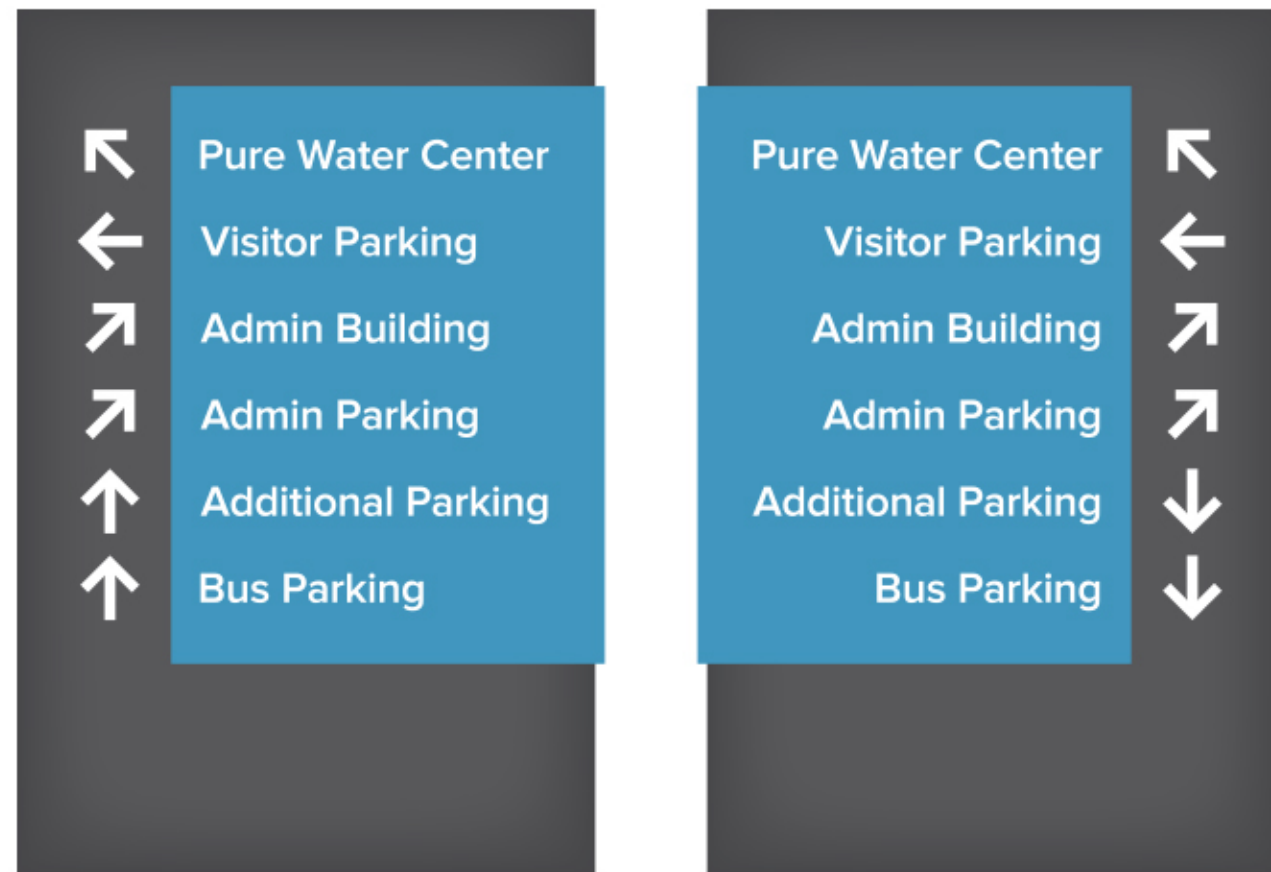 Pure Water Center
Visitor Parking
Admin Building
Admin Parking
Additional Parking
Bus Parking
Pure Water Center
Visitor Parking
Admin Building
Admin Parking
Additional Parking
Bus Parking